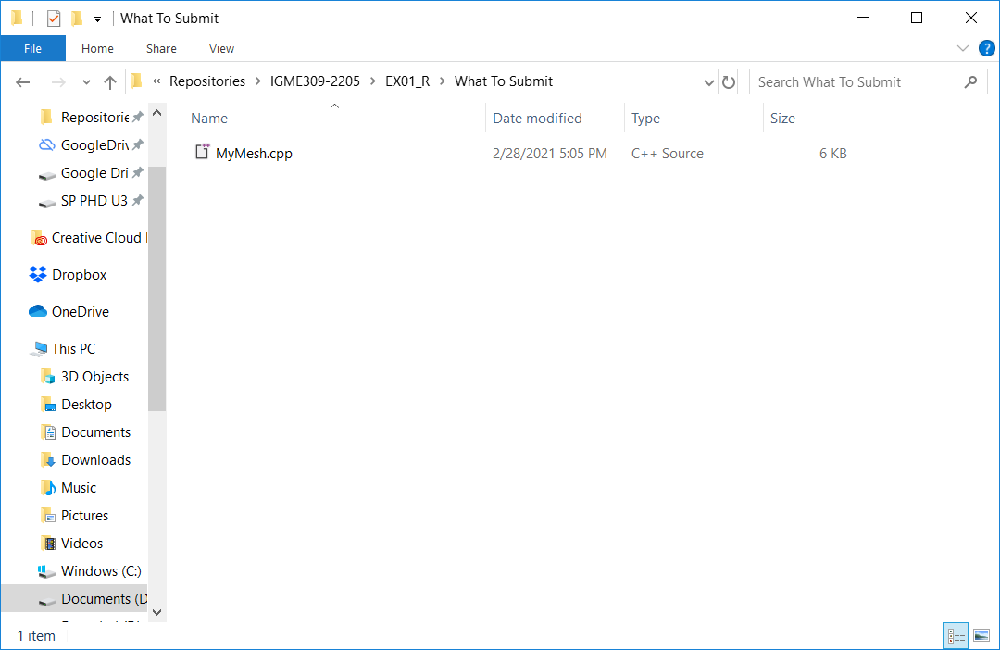 What To Submit
File Home Share View
« Repositories > IGME309-2205 > EX01_R > What To Submit
Search What To Submit
Name Date modified Type Size
MyMesh.cpp 2/28/2021 5:05 PM C++ Source 6 KB
Repositorie
GoogleDriv
Google Dri
SP PHD U3
Creative Cloud
Dropbox
OneDrive
This PC
3D Objects
Desktop
Documents
Downloads
Music
Pictures
Videos
Windows (C:)
Documents (D
1 item